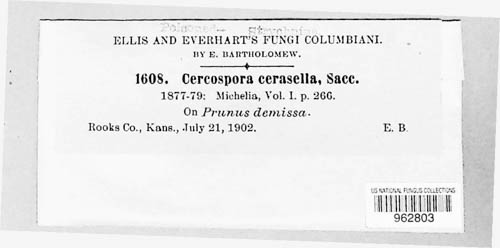 Poisoned
ELLIS AND EVERHART'S FUNGI COLUMBIANI.
BY E. BARTHOLOMEW.
1608. Cercospora cerasella, Sacc.
1877-79: Michelia, Vol. I. p. 266.
On Prunus demissa.
Rooks Co., Kans., July 21, 1902. E. B.
US NATIONAL FUNGUS COLLECTIONS
962803